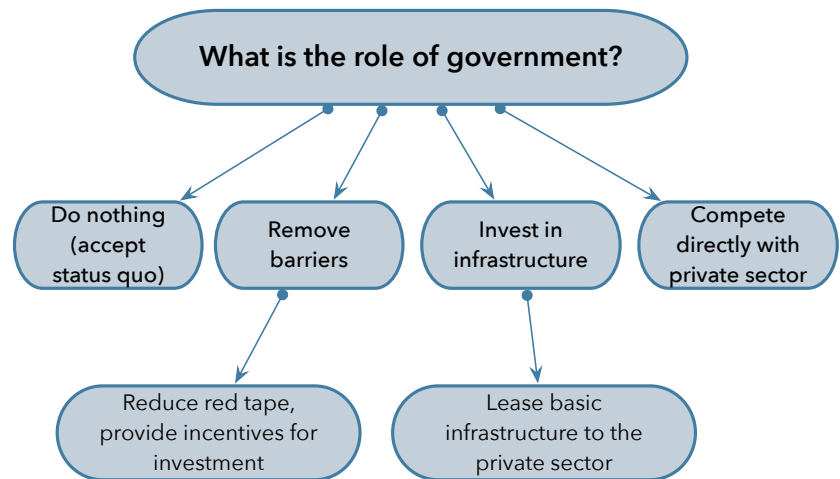 What is the role of government?
Do nothing
(accept
status quo)
Remove
barriers
Invest in
infrastructure
Compete
directly with
private sector
Reduce red tape,
provide incentives for
investment
Lease basic
infrastructure to the
private sector